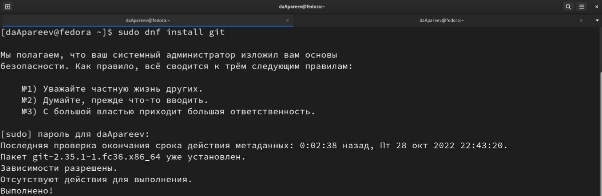 daApareev@fedora:~
daApareev@fedora:~ × daApareev@fedora:~ ×
[daApareev@fedora ~]$ sudo dnf install git
Мы полагаем, что ваш системный администратор изложил вам основы
безопасности. Как правило, всё сводится к трём следующим правилам:
№1) Уважайте частную жизнь других.
№2) Думайте, прежде что-то вводить.
№3) С большой властью приходит большая ответственность.
[sudo] пароль для daApareev:
Последняя проверка окончания срока действия метаданных: 0:02:38 назад, Пт 28 окт 2022 22:43:20.
Пакет git-2.35.1-1.fc36.x86_64 уже установлен.
Зависимости разрешены.
Отсутствуют действия для выполнения.
Выполнено!